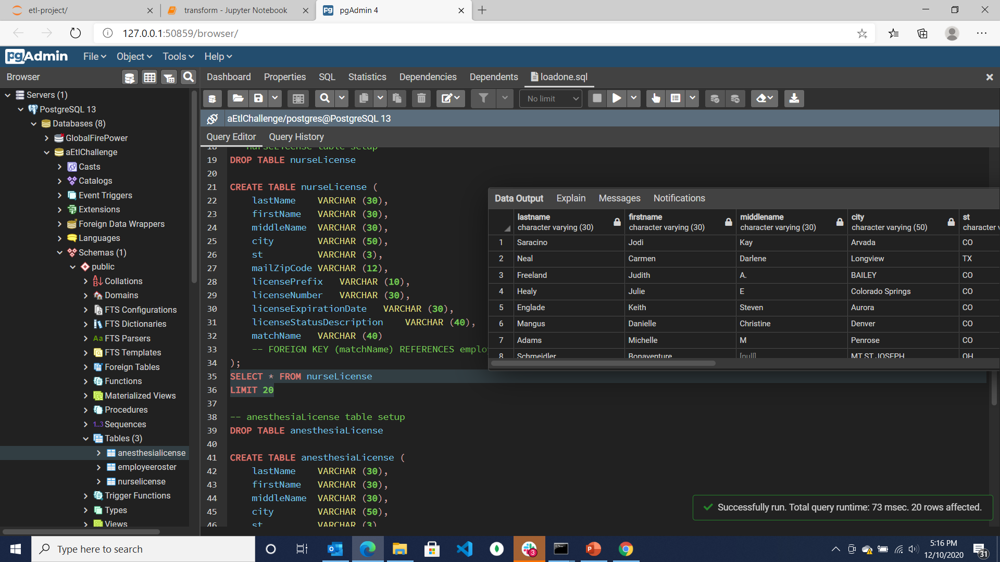 etl-project/
transform - Jupyter Notebook
pgAdmin 4
127.0.0.1:50859/browser/
pgAdmin
File
Object
Tools
Help
Browser
Dashboard
Properties
SQL
Statistics
Dependencies
Dependents
loadone.sql
No limit
Servers (1)
PostgreSQL 13
Databases (8)
GlobalFirePower
aEtlChallenge
Casts
Catalogs
Event Triggers
Extensions
Foreign Data Wrappers
Languages
Schemas (1)
public
Collations
Domains
FTS Configurations
FTS Dictionaries
Aa FTS Parsers
FTS Templates
Foreign Tables
Functions
Materialized Views
Procedures
1..3 Sequences
Tables (3)
anesthesialicense
employeeroster
nurselicense
Trigger Functions
Types
Views
aEtlChallenge/postgres@PostgreSQL 13
Query Editor
Query History
18 nurseLicense table setup
19 DROP TABLE nurseLicense
20
21 CREATE TABLE nurseLicense (
22 lastName VARCHAR (30),
23 firstName VARCHAR (30),
24 middleName VARCHAR (30),
25 city VARCHAR (50),
26 st VARCHAR (3),
27 mailZipCode VARCHAR (12),
28 licensePrefix VARCHAR (10),
29 licenseNumber VARCHAR (30),
30 licenseExpirationDate VARCHAR (30),
31 licenseStatusDescription VARCHAR (40),
32 matchName VARCHAR (40)
33 -- FOREIGN KEY (matchName) REFERENCES emplo
34 );
35 SELECT * FROM nurseLicense
36 LIMIT 20
37
38 -- anesthesiaLicense table setup
39 DROP TABLE anesthesiaLicense
40
41 CREATE TABLE anesthesiaLicense (
42 lastName VARCHAR (30),
43 firstName VARCHAR (30),
44 middleName VARCHAR (30),
45 city VARCHAR (50),
46 st VARCHAR (3)
Data Output
Explain
Messages
Notifications
lastname character varying (30)
firstname character varying (30)
middlename character varying (30)
city character varying (50)
st character v
1 Saracino Jodi Kay Arvada CO
2 Neal Carmen Darlene Longview TX
3 Freeland Judith A. BAILEY CO
4 Healy Julie E Colorado Springs CO
5 Englade Keith Steven Aurora CO
6 Mangus Danielle Christine Denver CO
7 Adams Michelle M Penrose CO
8 Schmeidler Bonaventure [null] MT ST JOSEPH OH
Successfully run. Total query runtime: 73 msec. 20 rows affected.
Type here to search
3
5:16 PM
12/10/2020
31